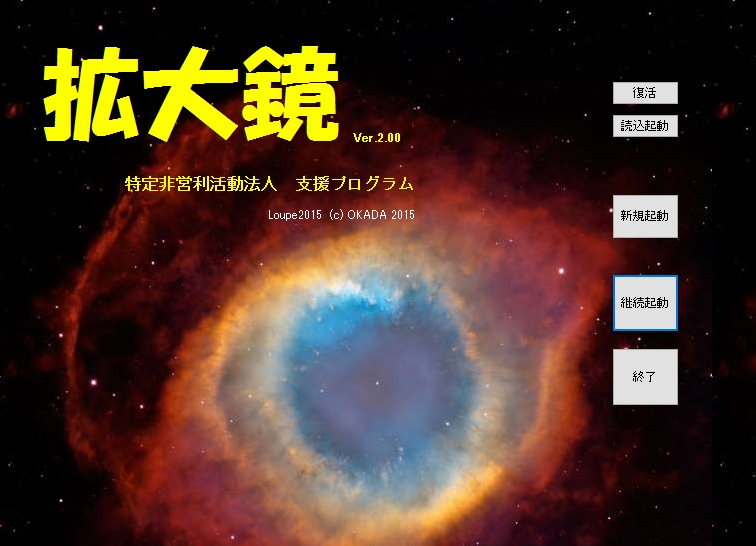 拡大鏡
Ver.2.00
特定非営利活動法人　支援プログラム
Loupe2015 (c) OKADA 2015
復活
読込起動
新規起動
継続起動
終了